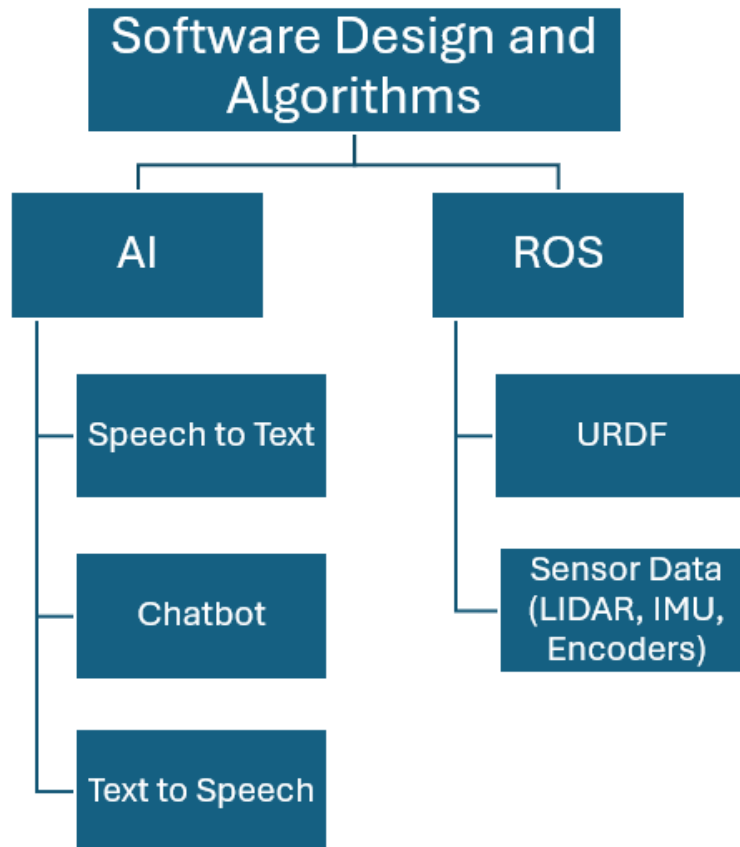 Software Design and
Algorithms
AI
ROS
Speech to Text
URDF
Chatbot
Sensor Data
(LIDAR, IMU,
Encoders)
Text to Speech